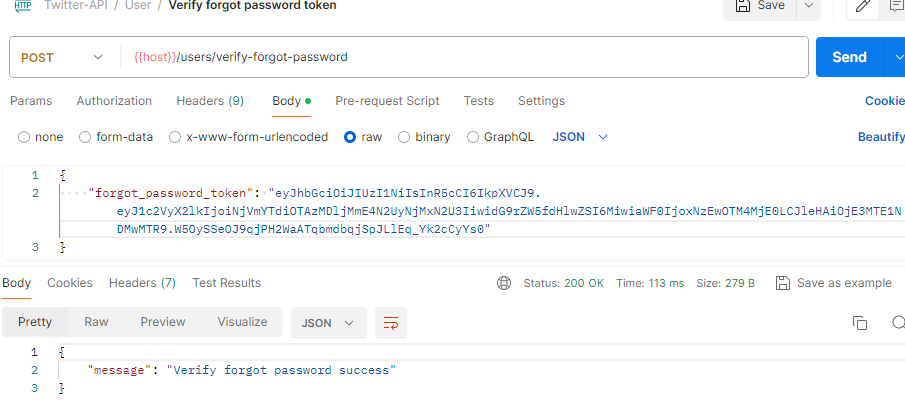 HTTP Twitter-API / User / Verify forgot password token Save
POST {{host}}/users/verify-forgot-password Send
Params Authorization Headers (9) Body Pre-request Script Tests Settings Cookie
none form-data x-www-form-urlencoded raw binary GraphQL JSON Beautify
1 {
2 "forgot_password_token": "eyJhbGciOiJIUzI1NiIsInR5cCI6IkpXVCJ9.
eyJ1c2VyX2lkIjoiNjVmYTdiOTAzMDljMmE4N2UyNjMxN2U3IiwidG9rZW5fdHlwZSI6MiwiaWF0IjoxNzEwOTM4MjE0LCJleHAiOjE3MTE1N
DMwMTR9.W5OySSeOJ9qjPH2WaATqbmdbqjSpJLlEq_Yk2cCyYs0"
3 }
Body Cookies Headers (7) Test Results Status: 200 OK Time: 113 ms Size: 279 B Save as example
Pretty Raw Preview Visualize JSON
1 {
2 "message": "Verify forgot password success"
3 }